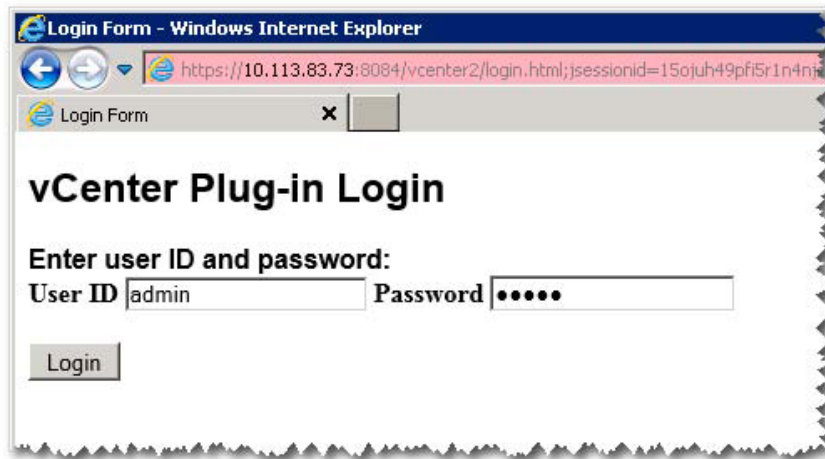 Login Form - Windows Internet Explorer
https://10.113.83.73:8084/vcenter2/login.html;jsessionid=15ojuh49pfi5r1n4nj
Login Form
vCenter Plug-in Login
Enter user ID and password:
User ID admin Password •••••
Login